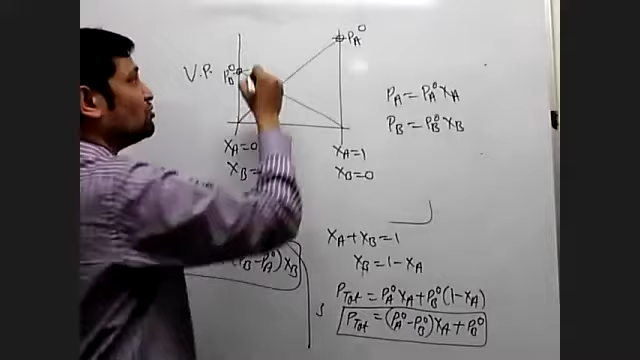 P_A^0
V.P. P_B^0
P_A = P_A^0 X_A
P_B = P_B^0 X_B
X_A=0 X_A=1
X_B= X_B=0
X_A+X_B=1
X_B=1-X_A
P_B^0-P_A^0)X_B
P_Tot = P_A^0 X_A + P_B^0 (1-X_A)
P_Tot = (P_A^0-P_B^0)X_A + P_B^0